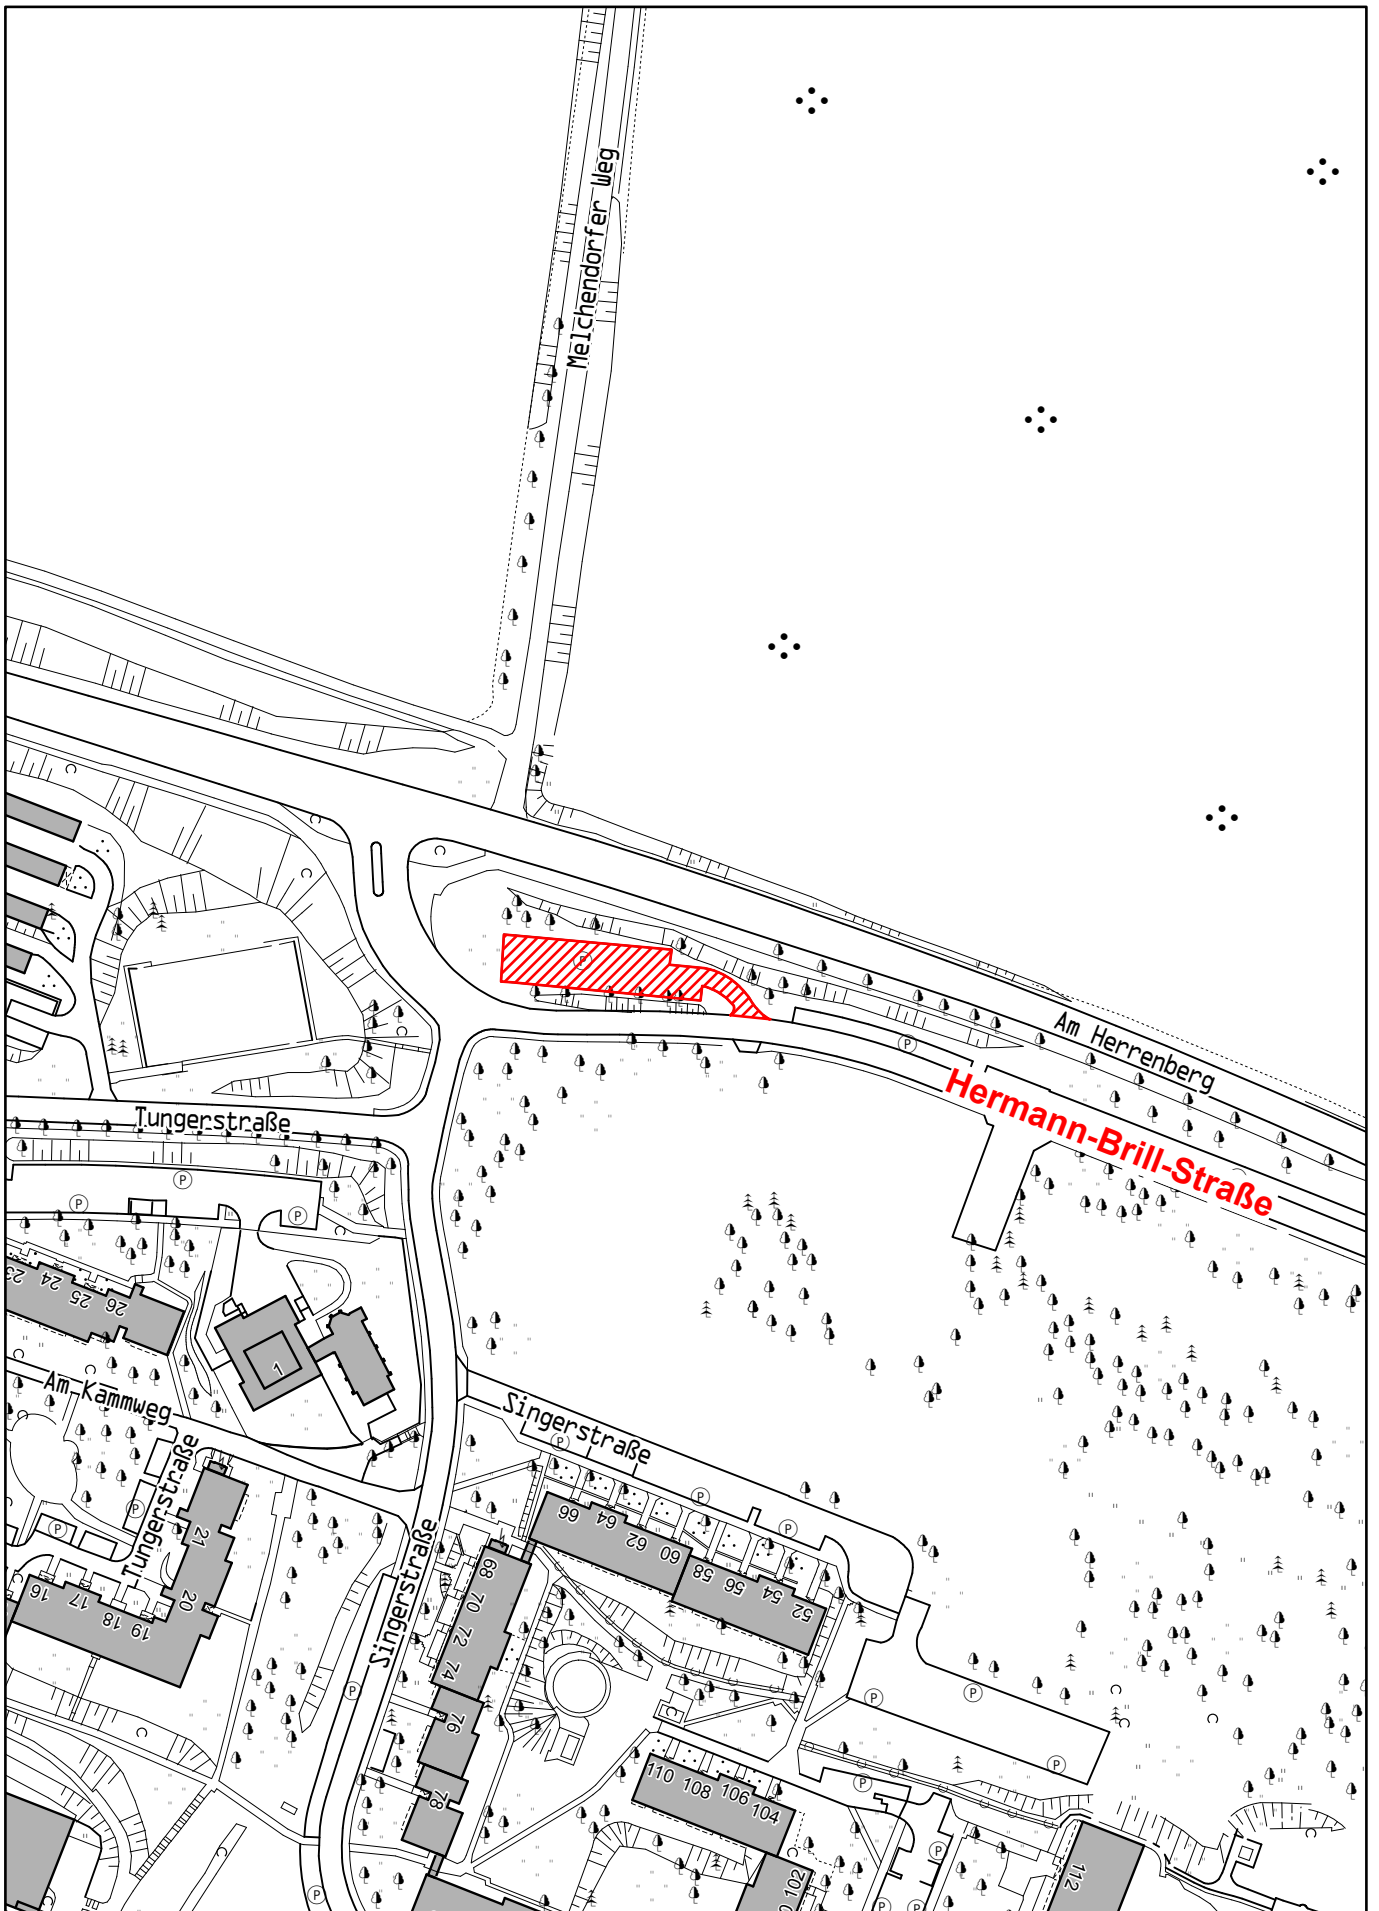 Melchendorfer Weg
P
Am Herrenberg
P
Hermann-Brill-Straße
Tungerstraße
P
P
P
23
24
25
26
1
Am Kammweg
Singerstraße
P
Tungerstraße
P
P
P
P
21
20
19
18
17
16
Singerstraße
66
64
62
60
58
56
54
52
68
70
72
74
76
78
P
P
P
P
P
110
108
106
104
102
112
P
P
P
P